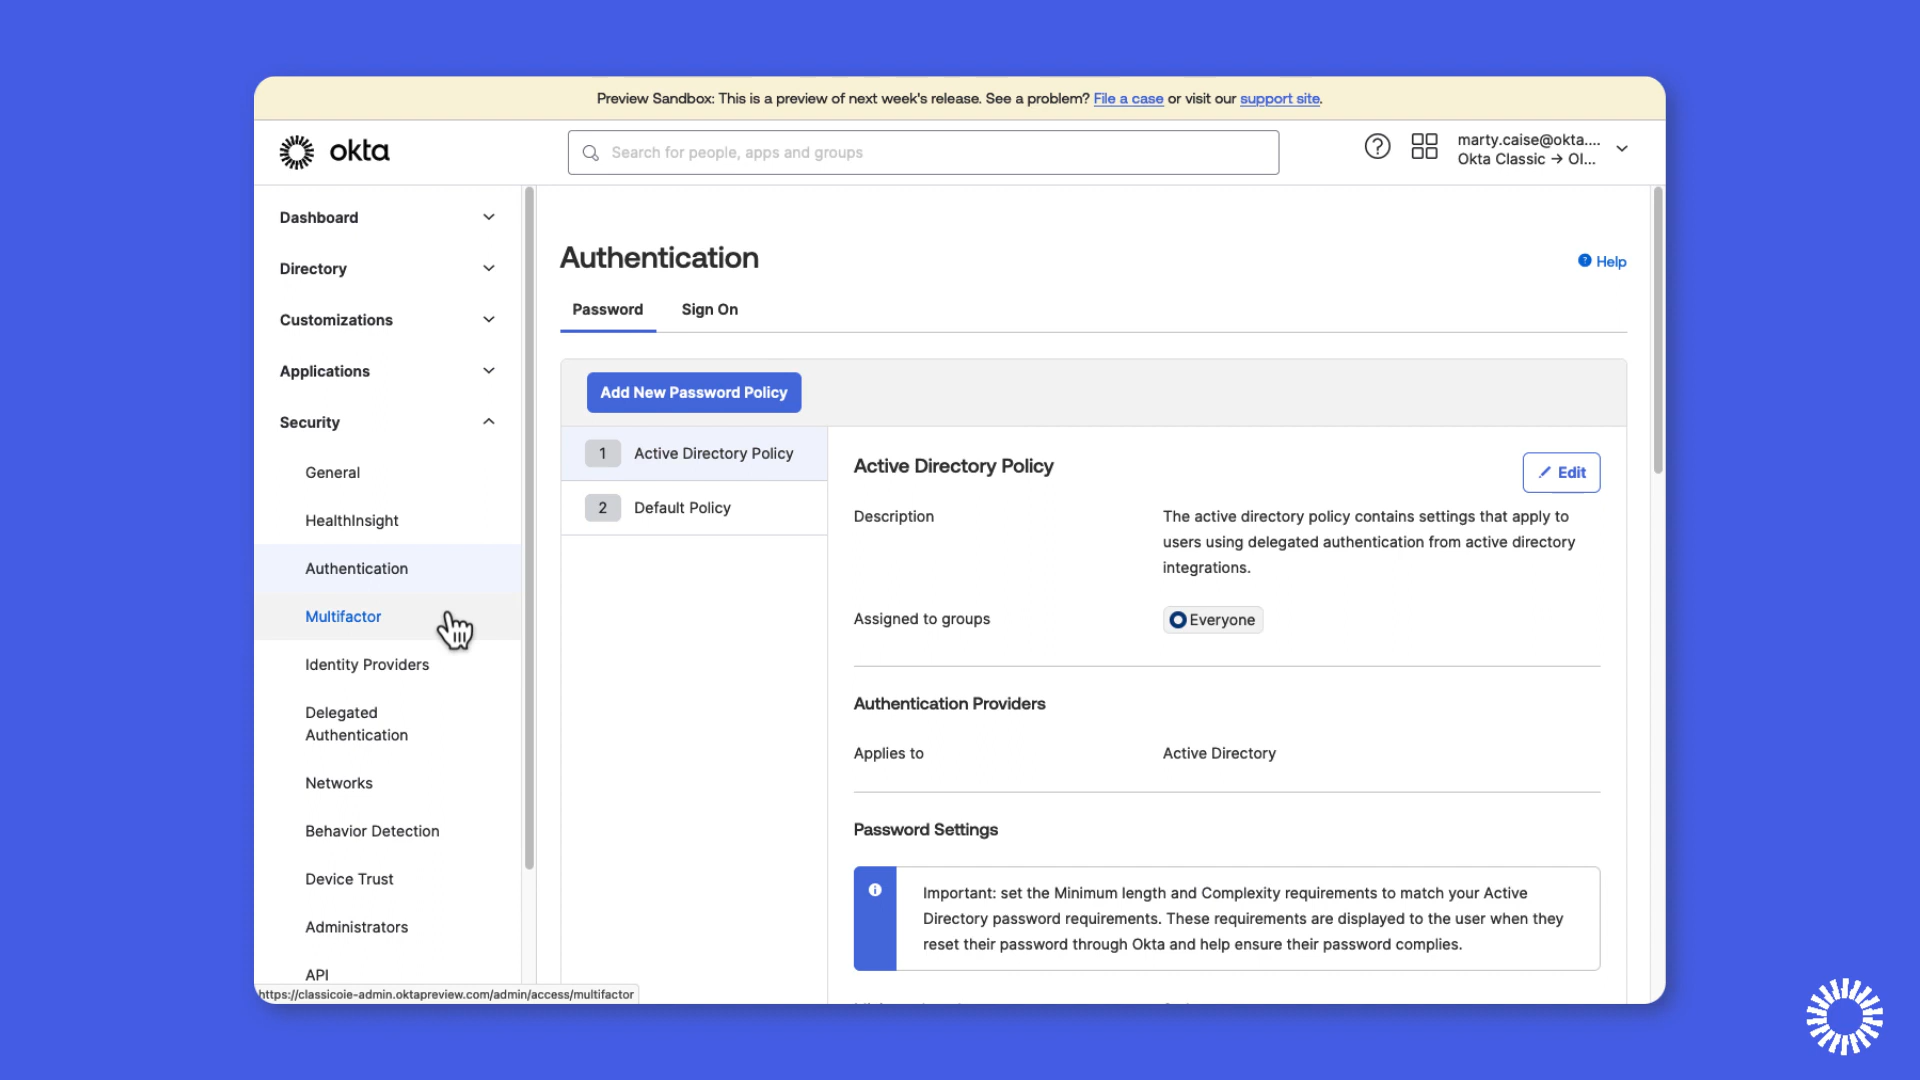 Preview Sandbox: This is a preview of next week's release. See a problem? File a case or visit our support site.
okta
Search for people, apps and groups
marty.caise@okta....
Okta Classic → OI...
Dashboard
Directory
Customizations
Applications
Security
General
HealthInsight
Authentication
Multifactor
Identity Providers
Delegated
Authentication
Networks
Behavior Detection
Device Trust
Administrators
API
https://classicoie-admin.oktapreview.com/admin/access/multifactor
Authentication
Help
Password
Sign On
Add New Password Policy
1 Active Directory Policy
2 Default Policy
Active Directory Policy
Edit
Description
The active directory policy contains settings that apply to
users using delegated authentication from active directory
integrations.
Assigned to groups
Everyone
Authentication Providers
Applies to
Active Directory
Password Settings
Important: set the Minimum length and Complexity requirements to match your Active
Directory password requirements. These requirements are displayed to the user when they
reset their password through Okta and help ensure their password complies.